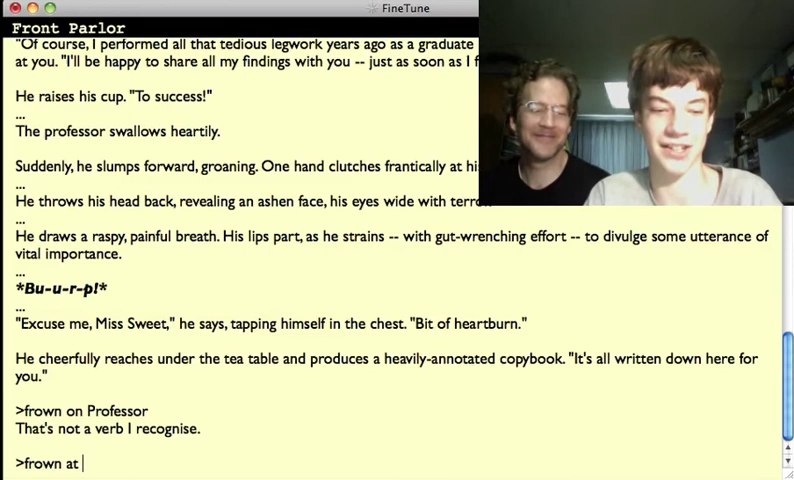 FineTune
Front Parlor
"Of course, I performed all that tedious legwork years ago as a graduate
at you. "I'll be happy to share all my findings with you -- just as soon as I
He raises his cup. "To success!"
...
The professor swallows heartily.
Suddenly, he slumps forward, groaning. One hand clutches frantically at
...
He throws his head back, revealing an ashen face, his eyes wide with
...
He draws a raspy, painful breath. His lips part, as he strains -- with gut-wrenching effort -- to divulge some utterance of
vital importance.
...
*Bu-u-r-p!*
...
"Excuse me, Miss Sweet," he says, tapping himself in the chest. "Bit of heartburn."
He cheerfully reaches under the tea table and produces a heavily-annotated copybook. "It's all written down here for
you."
>frown on Professor
That's not a verb I recognise.
>frown at